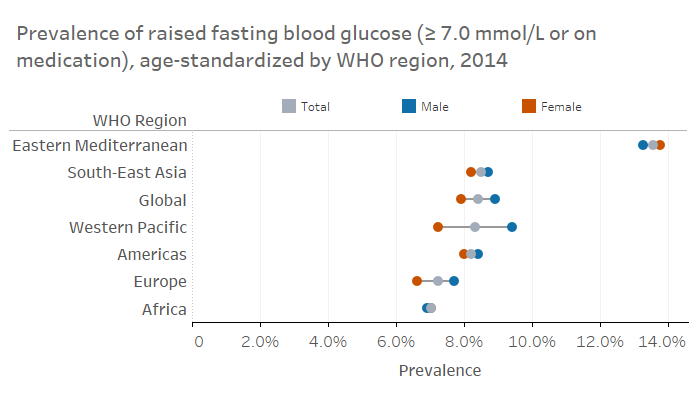 Prevalence of raised fasting blood glucose (≥ 7.0 mmol/L or on
medication), age-standardized by WHO region, 2014
Total Male Female
WHO Region
Eastern Mediterranean
South-East Asia
Global
Western Pacific
Americas
Europe
Africa
0 2.0% 4.0% 6.0% 8.0% 10.0% 12.0% 14.0%
Prevalence